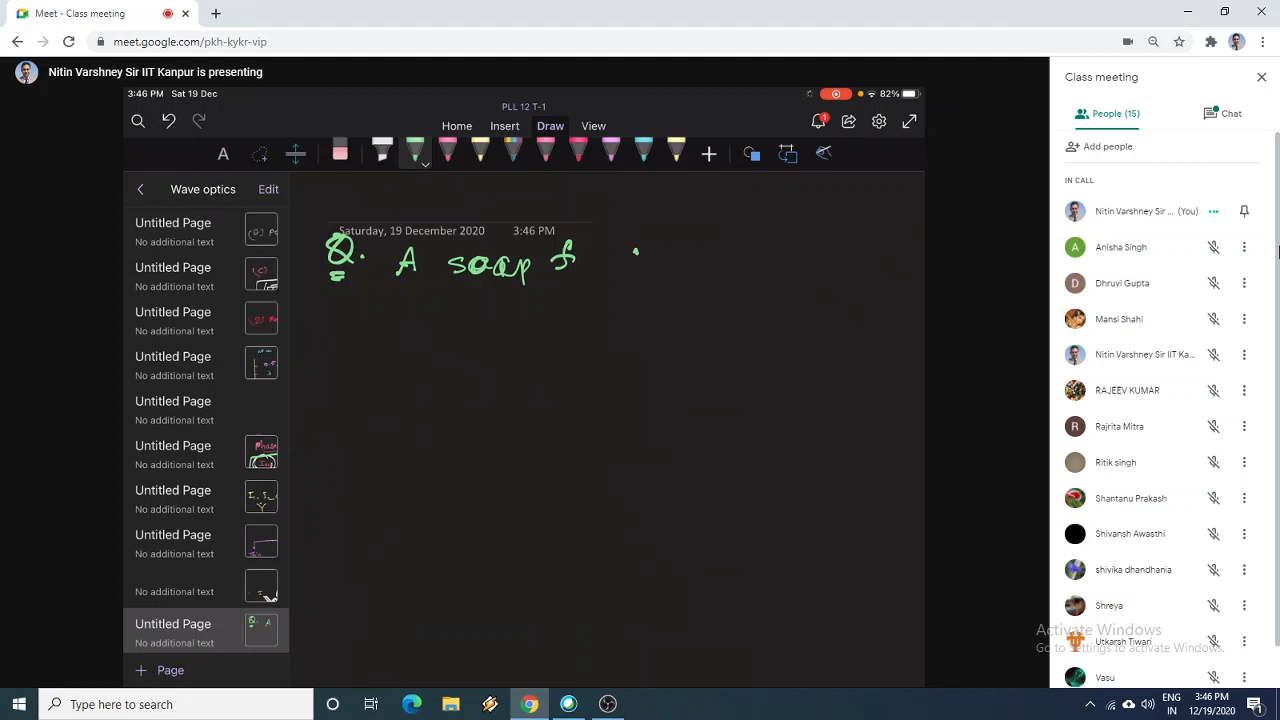 Meet - Class meeting
meet.google.com/pkh-kykr-vip
Nitin Varshney Sir IIT Kanpur is presenting
3:46 PM Sat 19 Dec
82%
PLL 12 T-1
Home Insert Draw View
1
Wave optics Edit
Untitled Page
No additional text
Untitled Page
No additional text
Untitled Page
No additional text
Untitled Page
No additional text
Untitled Page
No additional text
Untitled Page
No additional text
Untitled Page
No additional text
Untitled Page
No additional text
No additional text
Untitled Page
No additional text
+ Page
Saturday, 19 December 2020 3:46 PM
Q. A soap f
Class meeting
People (15) Chat
Add people
IN CALL
Nitin Varshney Sir ... (You)
Anisha Singh
Dhruvi Gupta
Mansi Shahi
Nitin Varshney Sir IIT Ka...
RAJEEV KUMAR
Rajrita Mitra
Ritik singh
Shantanu Prakash
Shivansh Awasthi
shivika dhandhania
Shreya
Utkarsh Tiwari
Vasu
Activate Windows
Go to Settings to activate Windows.
Type here to search
ENG
IN
3:46 PM
12/19/2020